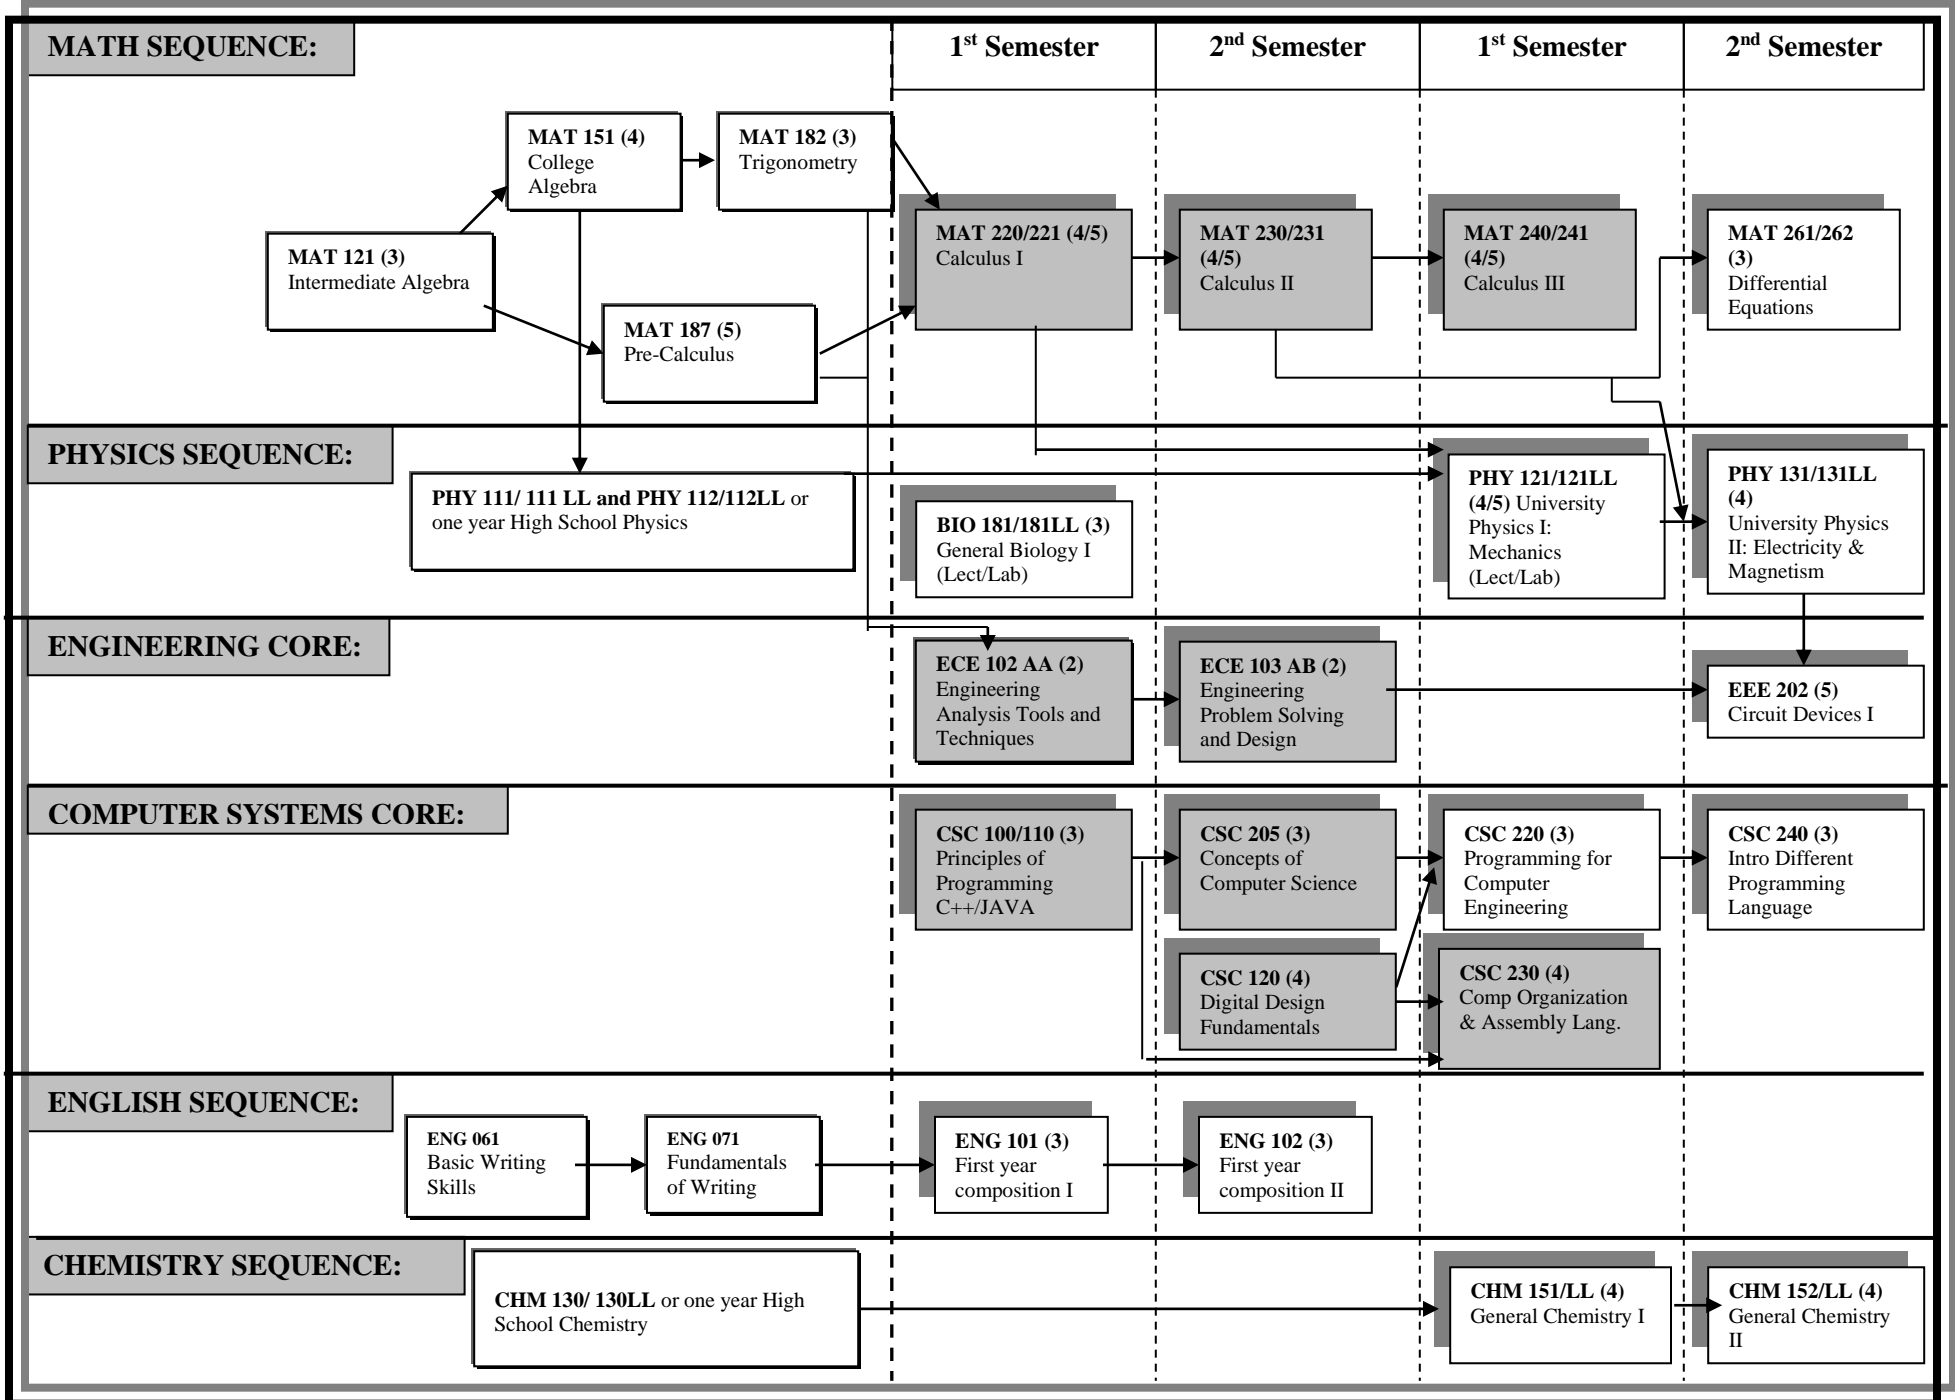 MATH SEQUENCE:
1st Semester
2nd Semester
1st Semester
2nd Semester
MAT 151 (4)
College
Algebra
MAT 182 (3)
Trigonometry
MAT 121 (3)
Intermediate Algebra
MAT 187 (5)
Pre-Calculus
MAT 220/221 (4/5)
Calculus I
MAT 230/231
(4/5)
Calculus II
MAT 240/241
(4/5)
Calculus III
MAT 261/262
(3)
Differential
Equations
PHYSICS SEQUENCE:
PHY 111/ 111 LL and PHY 112/112LL or
one year High School Physics
BIO 181/181LL (3)
General Biology I
(Lect/Lab)
PHY 121/121LL
(4/5) University
Physics I:
Mechanics
(Lect/Lab)
PHY 131/131LL
(4)
University Physics
II: Electricity &
Magnetism
ENGINEERING CORE:
ECE 102 AA (2)
Engineering
Analysis Tools and
Techniques
ECE 103 AB (2)
Engineering
Problem Solving
and Design
EEE 202 (5)
Circuit Devices I
COMPUTER SYSTEMS CORE:
CSC 100/110 (3)
Principles of
Programming
C++/JAVA
CSC 205 (3)
Concepts of
Computer Science
CSC 220 (3)
Programming for
Computer
Engineering
CSC 240 (3)
Intro Different
Programming
Language
CSC 120 (4)
Digital Design
Fundamentals
CSC 230 (4)
Comp Organization
& Assembly Lang.
ENGLISH SEQUENCE:
ENG 061
Basic Writing
Skills
ENG 071
Fundamentals
of Writing
ENG 101 (3)
First year
composition I
ENG 102 (3)
First year
composition II
CHEMISTRY SEQUENCE:
CHM 130/ 130LL or one year High
School Chemistry
CHM 151/LL (4)
General Chemistry I
CHM 152/LL (4)
General Chemistry
II